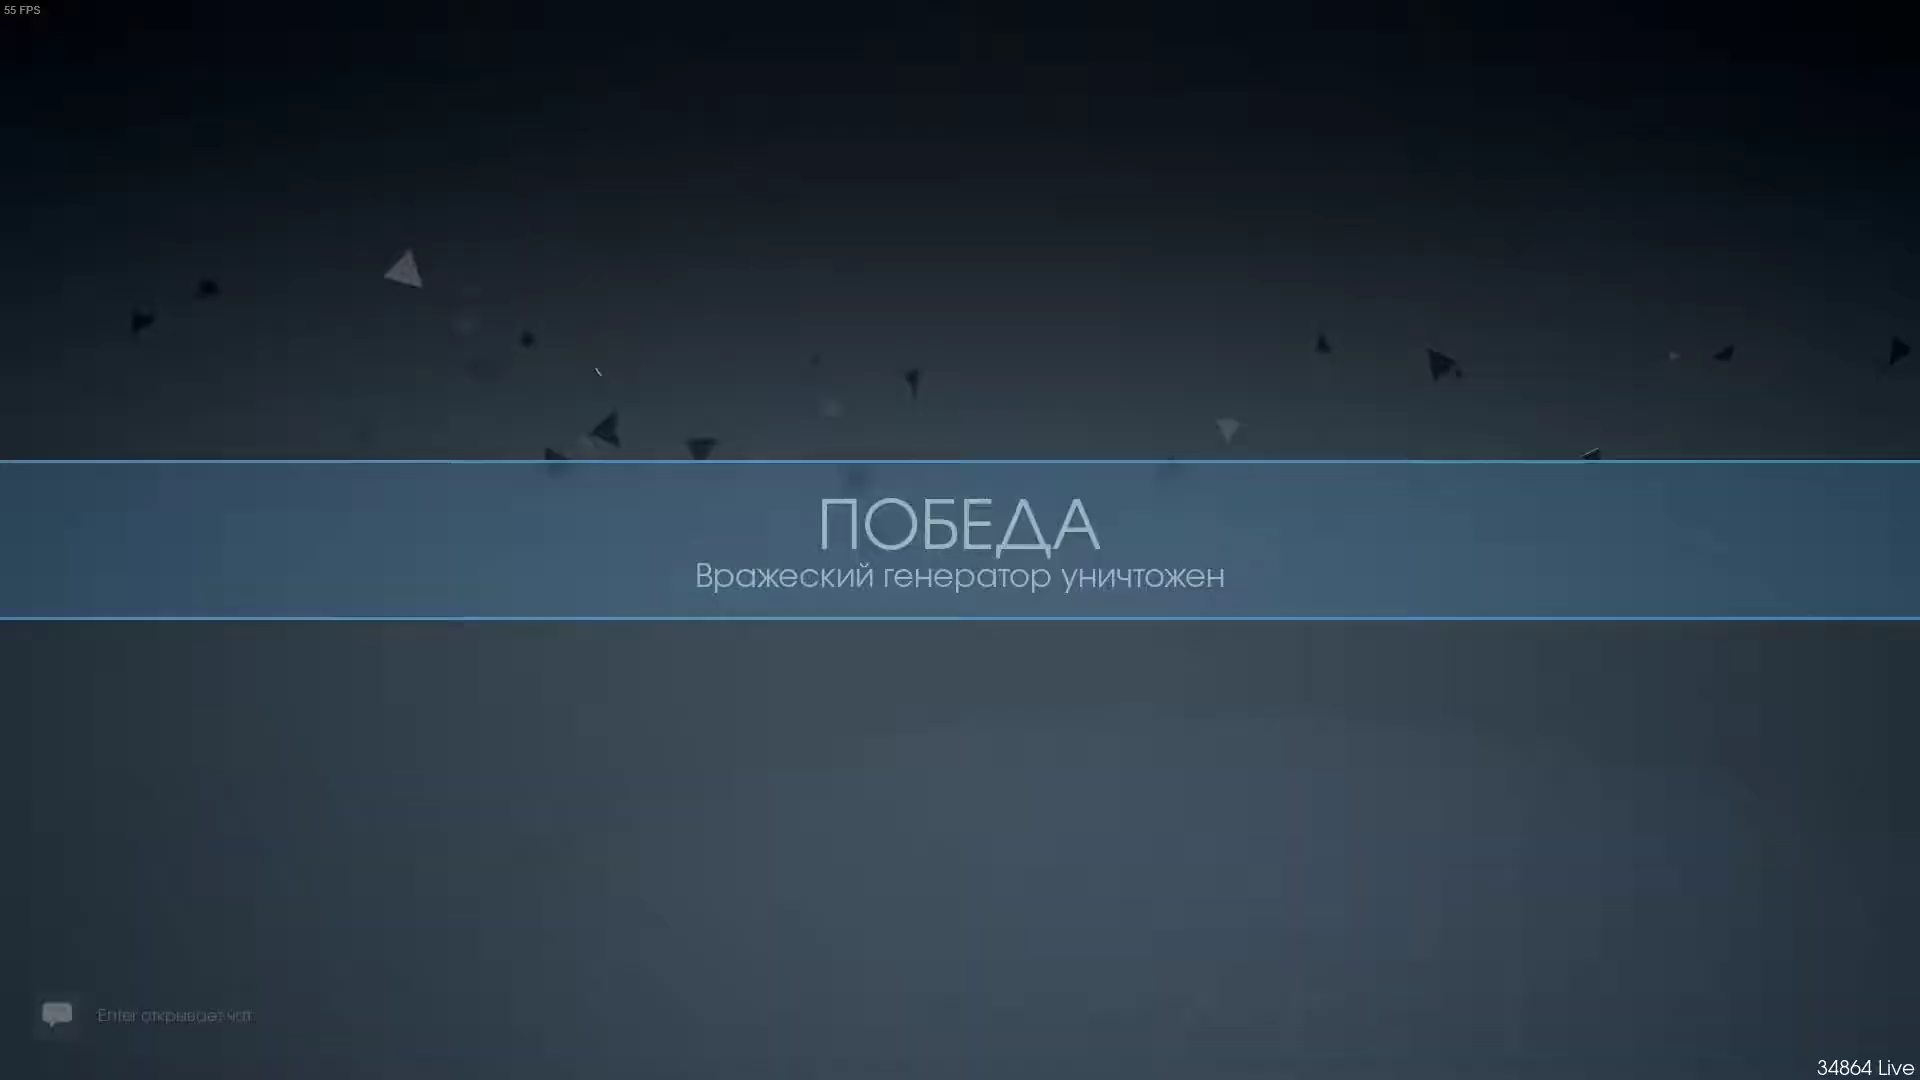 55 FPS
ПОБЕДА
Вражеский генератор уничтожен
Enter открывает чат
34864 Live